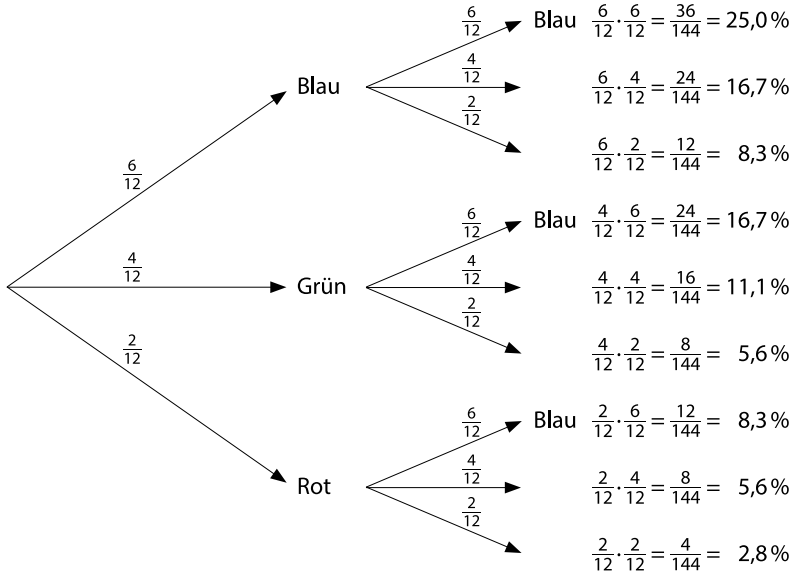 6/12 Blau 6/12 · 6/12 = 36/144 = 25,0 %
4/12
Blau 6/12 · 4/12 = 24/144 = 16,7 %
2/12
6/12 · 2/12 = 12/144 = 8,3 %
6/12
6/12 Blau 4/12 · 6/12 = 24/144 = 16,7 %
4/12 4/12
Grün 4/12 · 4/12 = 16/144 = 11,1 %
2/12
2/12 4/12 · 2/12 = 8/144 = 5,6 %
6/12 Blau 2/12 · 6/12 = 12/144 = 8,3 %
4/12
Rot 2/12 · 4/12 = 8/144 = 5,6 %
2/12
2/12 · 2/12 = 4/144 = 2,8 %